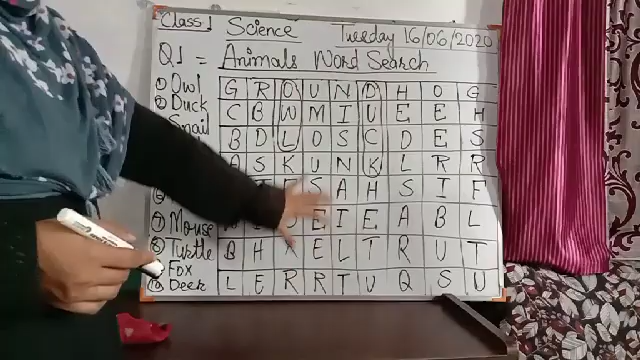 Class 1 Science Tuesday 16/06/2020
Q1 = Animals Word Search
① Owl G R O U N D H O G
② Duck C B W M I U E E H
Snail B D L O S C D E S
S K U N K L R R
S A H S I F
⑦ Mouse E I E A B L
⑧ Turtle B H E L T R U T
Fox
⑩ Deer L E R R T U Q S U